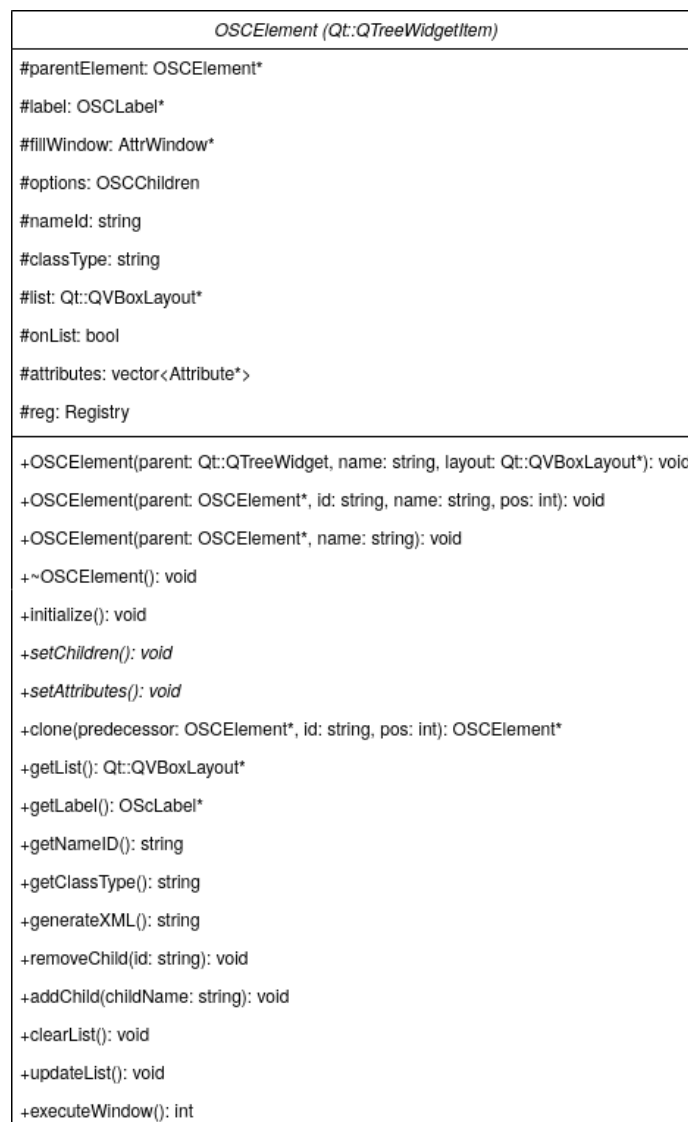 OSCElement (Qt::QTreeWidgetItem)
#parentElement: OSCElement*
#label: OSCLabel*
#fillWindow: AttrWindow*
#options: OSCChildren
#nameId: string
#classType: string
#list: Qt::QVBoxLayout*
#onList: bool
#attributes: vector<Attribute*>
#reg: Registry
+OSCElement(parent: Qt::QTreeWidget, name: string, layout: Qt::QVBoxLayout*): void
+OSCElement(parent: OSCElement*, id: string, name: string, pos: int): void
+OSCElement(parent: OSCElement*, name: string): void
+~OSCElement(): void
+initialize(): void
+setChildren(): void
+setAttributes(): void
+clone(predecessor: OSCElement*, id: string, pos: int): OSCElement*
+getList(): Qt::QVBoxLayout*
+getLabel(): OScLabel*
+getNameID(): string
+getClassType(): string
+generateXML(): string
+removeChild(id: string): void
+addChild(childName: string): void
+clearList(): void
+updateList(): void
+executeWindow(): int